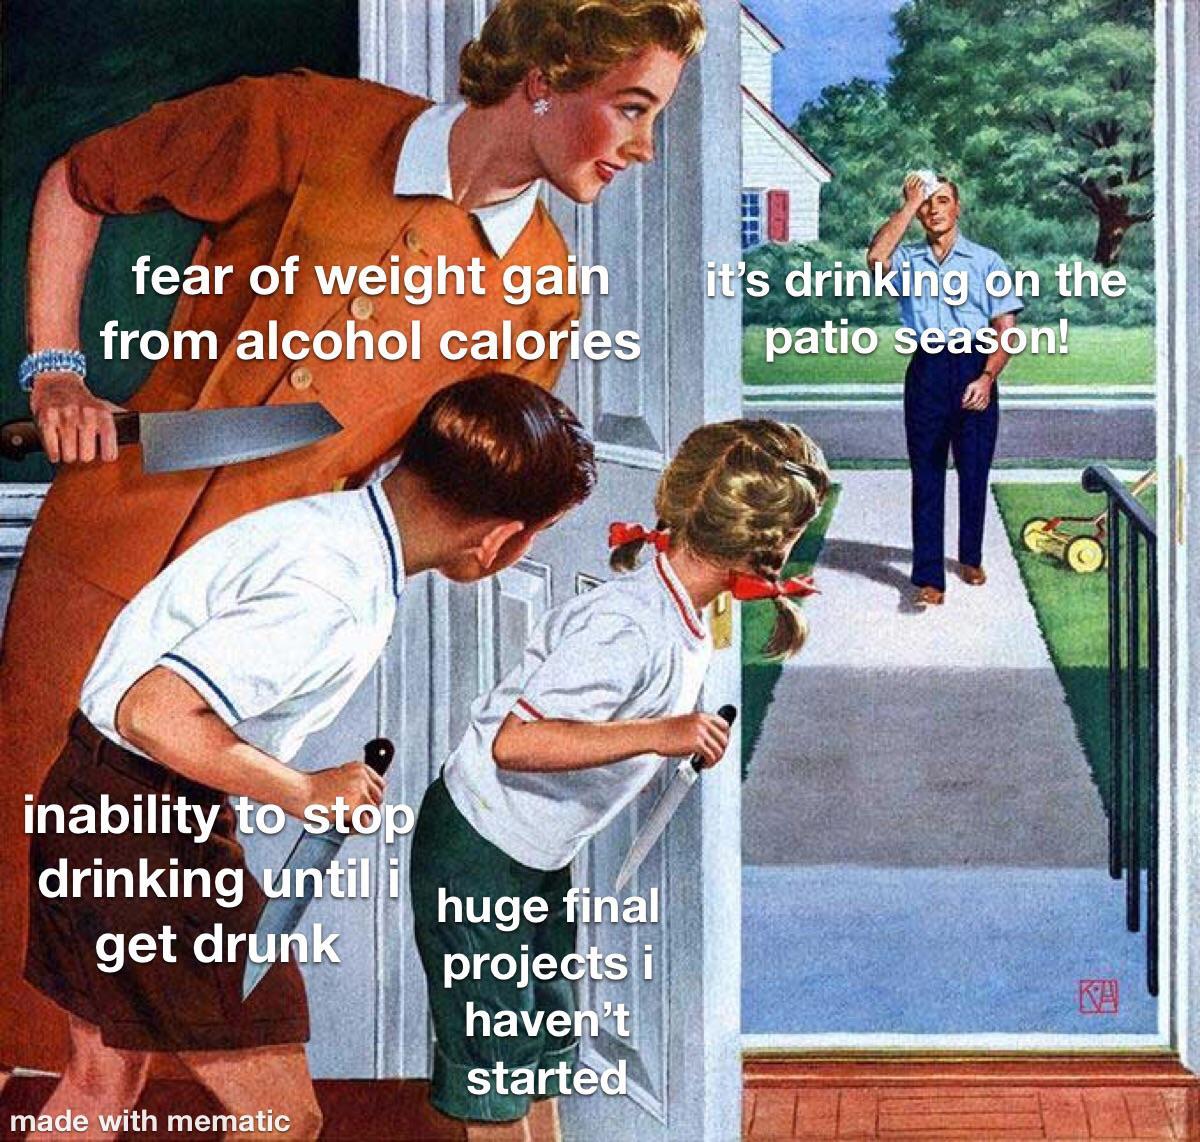 fear of weight gain
from alcohol calories
it's drinking on the
patio season!
inability to stop
drinking until i
get drunk
huge final
projects i
haven't
started
made with mematic